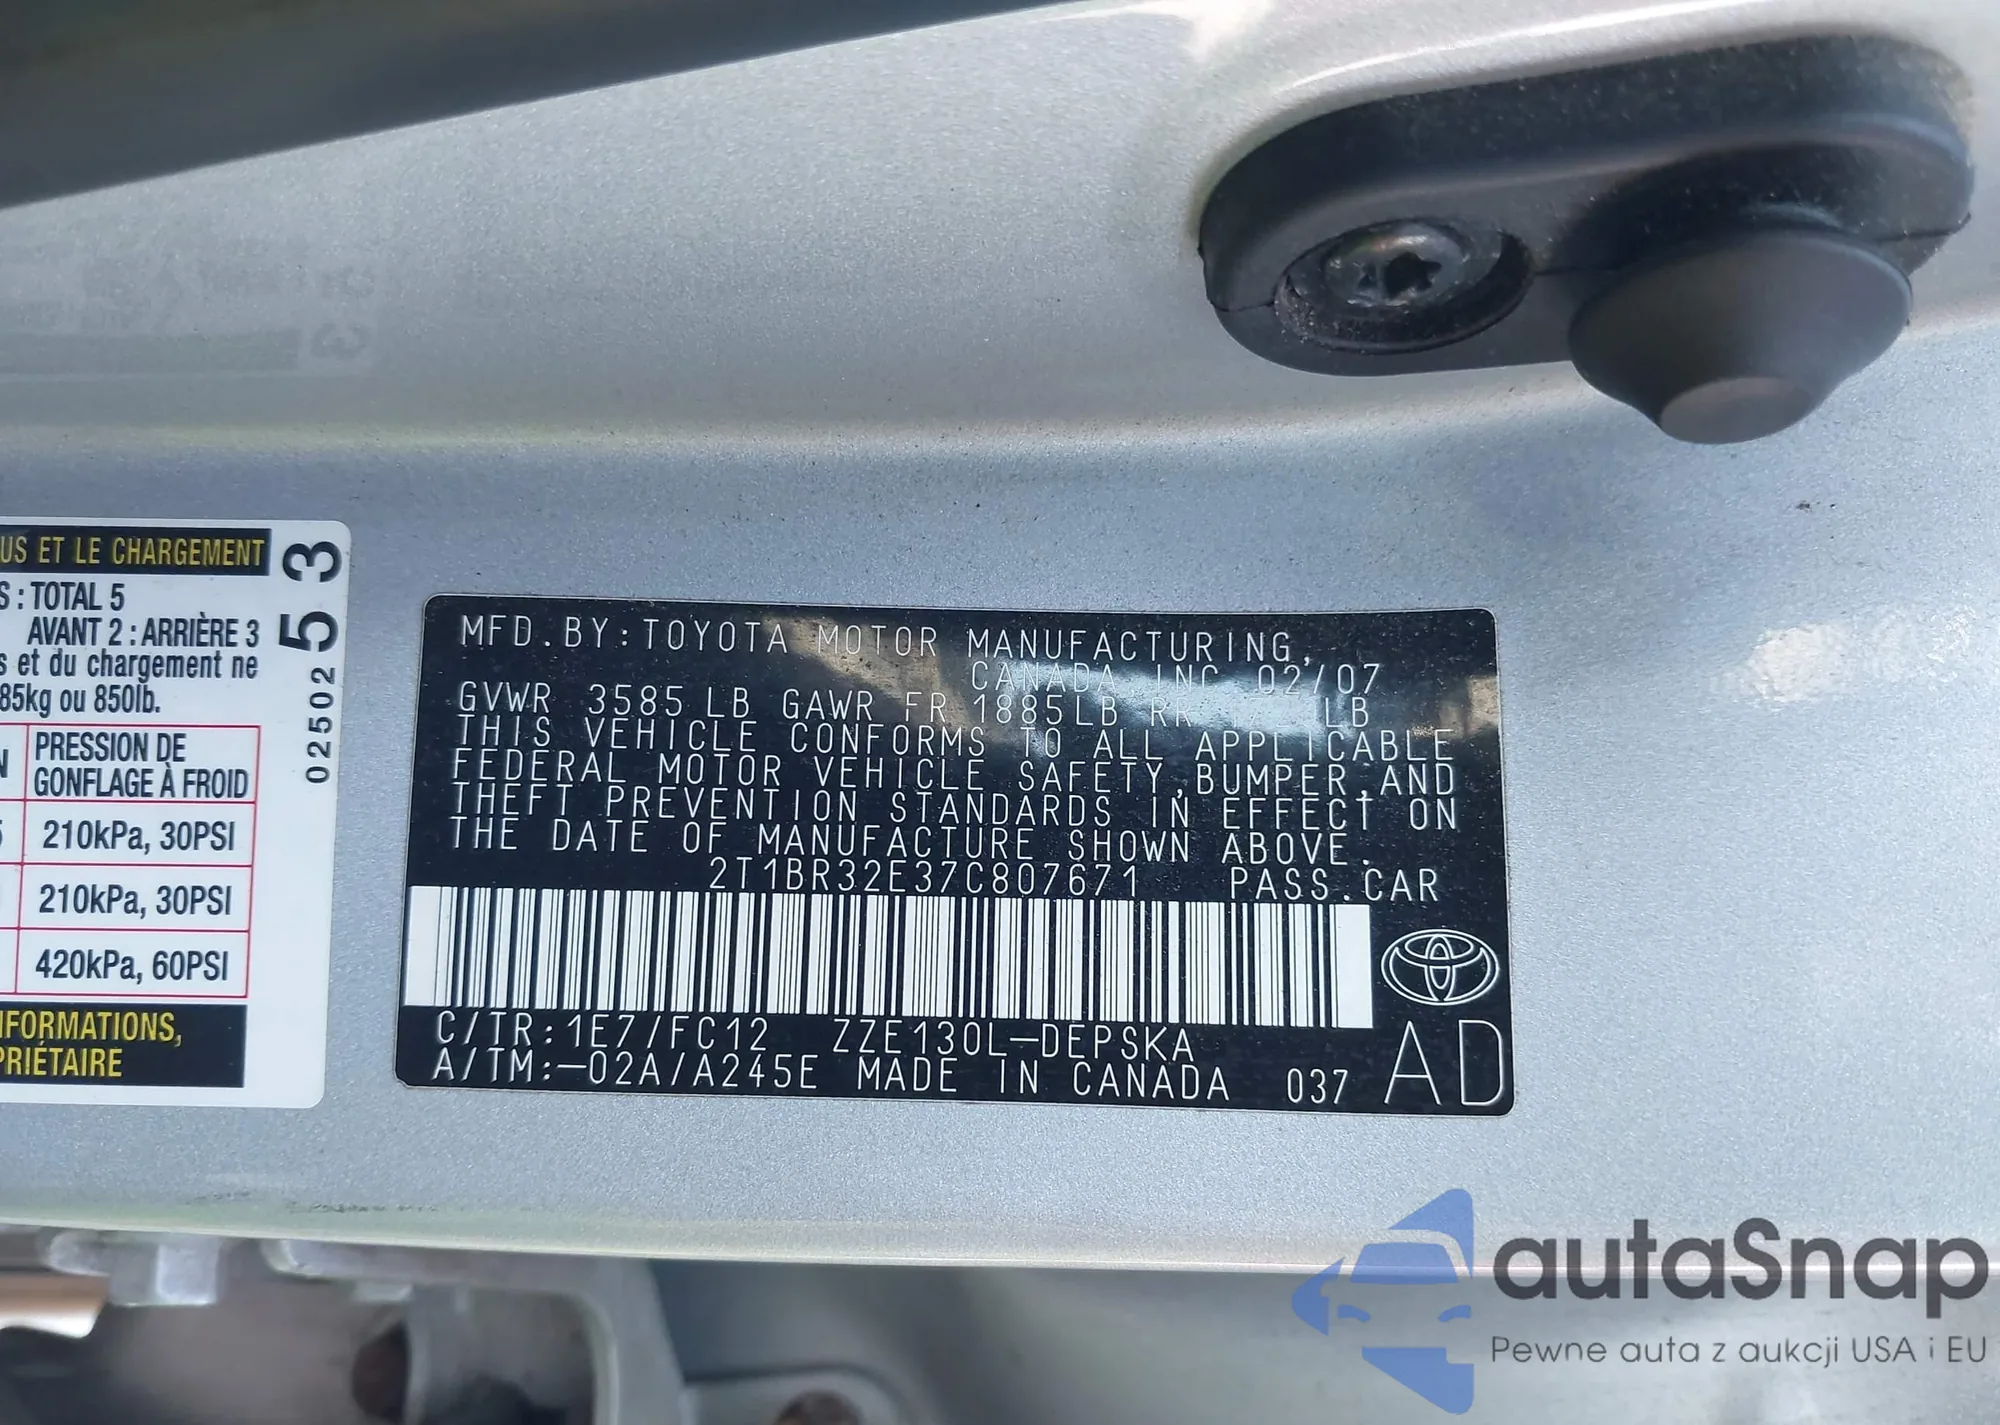 US ET LE CHARGEMENT
S : TOTAL 5
AVANT 2 : ARRIÈRE 3
s et du chargement ne
85kg ou 850lb.
N PRESSION DE
GONFLAGE À FROID
5 210kPa, 30PSI
210kPa, 30PSI
420kPa, 60PSI
NFORMATIONS,
PRIÉTAIRE
02502 53
MFD.BY:TOYOTA MOTOR MANUFACTURING,
CANADA INC 02/07
GVWR 3585 LB GAWR FR 1885LB RR LB
THIS VEHICLE CONFORMS TO ALL APPLICABLE
FEDERAL MOTOR VEHICLE SAFETY,BUMPER,AND
THEFT PREVENTION STANDARDS IN EFFECT ON
THE DATE OF MANUFACTURE SHOWN ABOVE.
2T1BR32E37C807671 PASS.CAR
C/TR:1E7/FC12 ZZE130L-DEPSKA
A/TM:-02A/A245E MADE IN CANADA 037
AD
autaSnap
Pewne auta z aukcji USA i EU